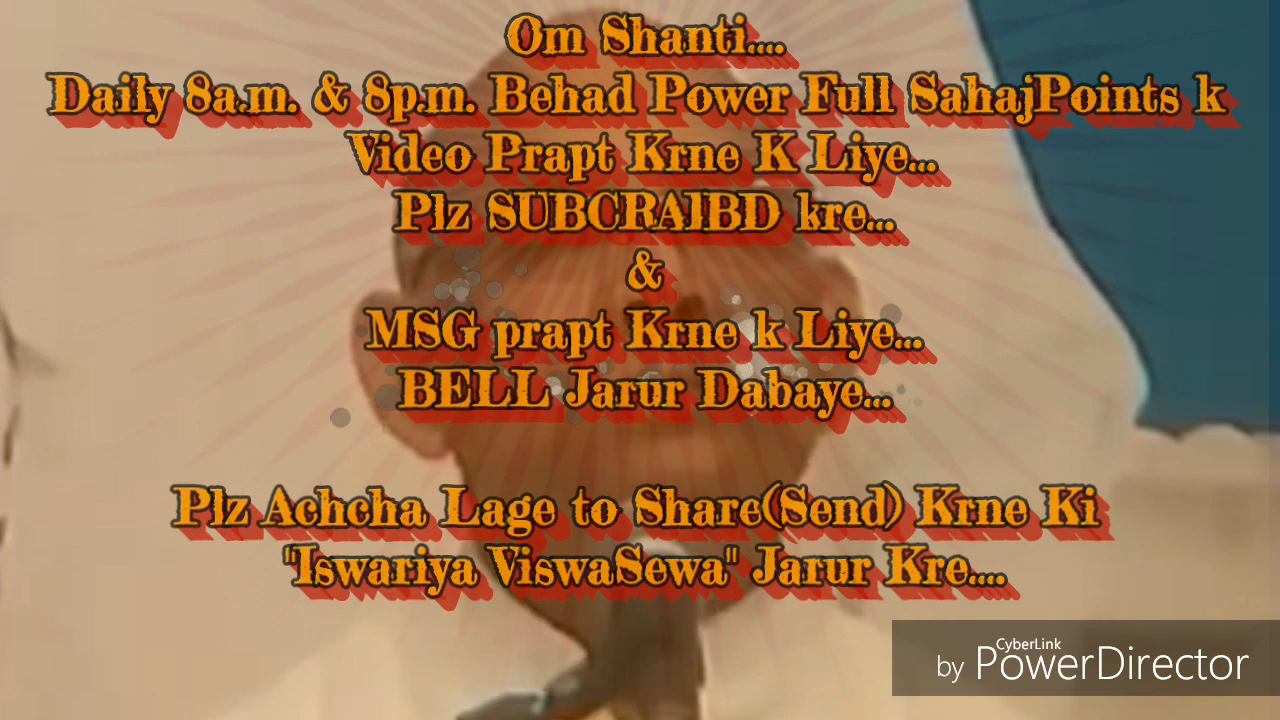 Om Shanti....
Daily 8a.m. & 8p.m. Behad Power Full SahajPoints k
Video Prapt Krne K Liye...
Plz SUBCRAIBD kre...
&
MSG prapt Krne k Liye...
BELL Jarur Dabaye...
Plz Achcha Lage to Share(Send) Krne Ki
"Iswariya ViswaSewa" Jarur Kre....
CyberLink
by PowerDirector